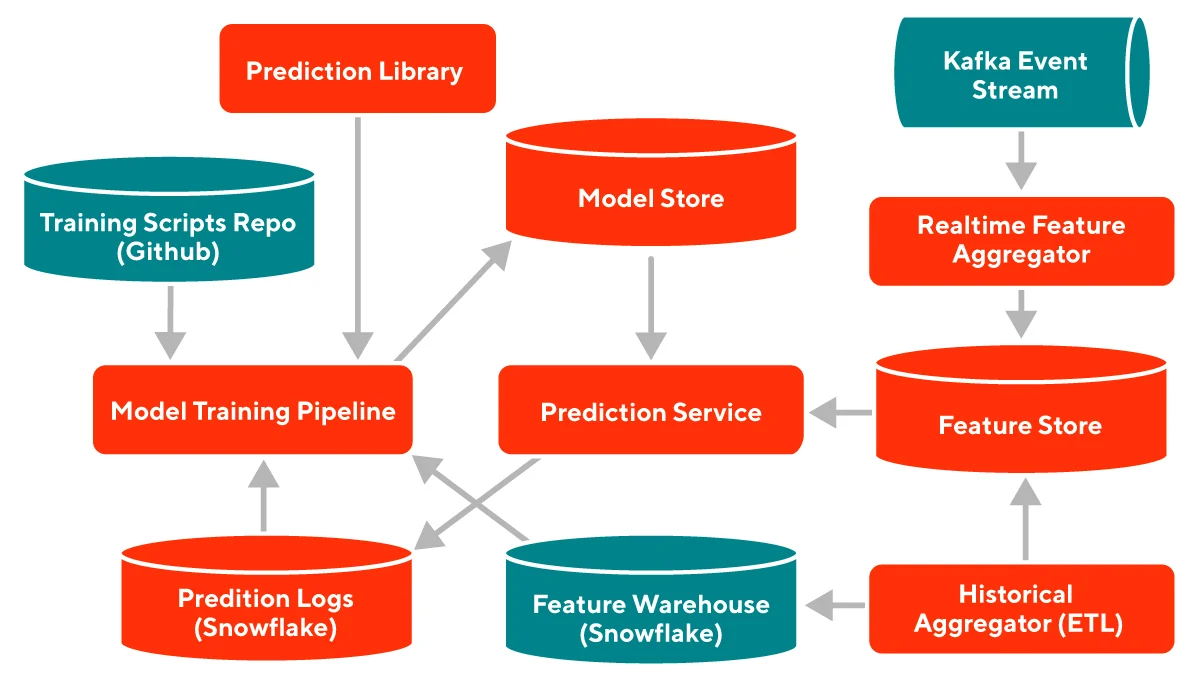 Prediction Library
Kafka Event
Stream
Model Store
Training Scripts Repo
(Github)
Realtime Feature
Aggregator
Model Training Pipeline
Prediction Service
Feature Store
Predition Logs
(Snowflake)
Feature Warehouse
(Snowflake)
Historical
Aggregator (ETL)